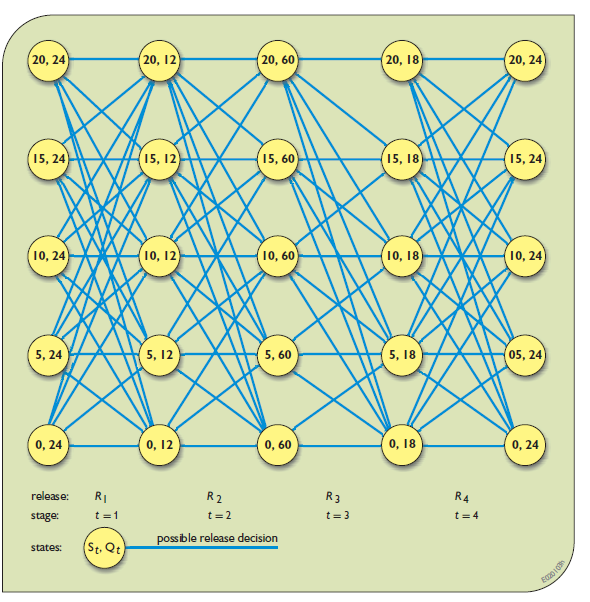 20, 24 20, 12 20, 60 20, 18 20, 24
15, 24 15, 12 15, 60 15, 18 15, 24
10, 24 10, 12 10, 60 10, 18 10, 24
5, 24 5, 12 5, 60 5, 18 05, 24
0, 24 0, 12 0, 60 0, 18 0, 24
release: R1 R2 R3 R4
stage: t = 1 t = 2 t = 3 t = 4
possible release decision
states: St, Qt
E020103h